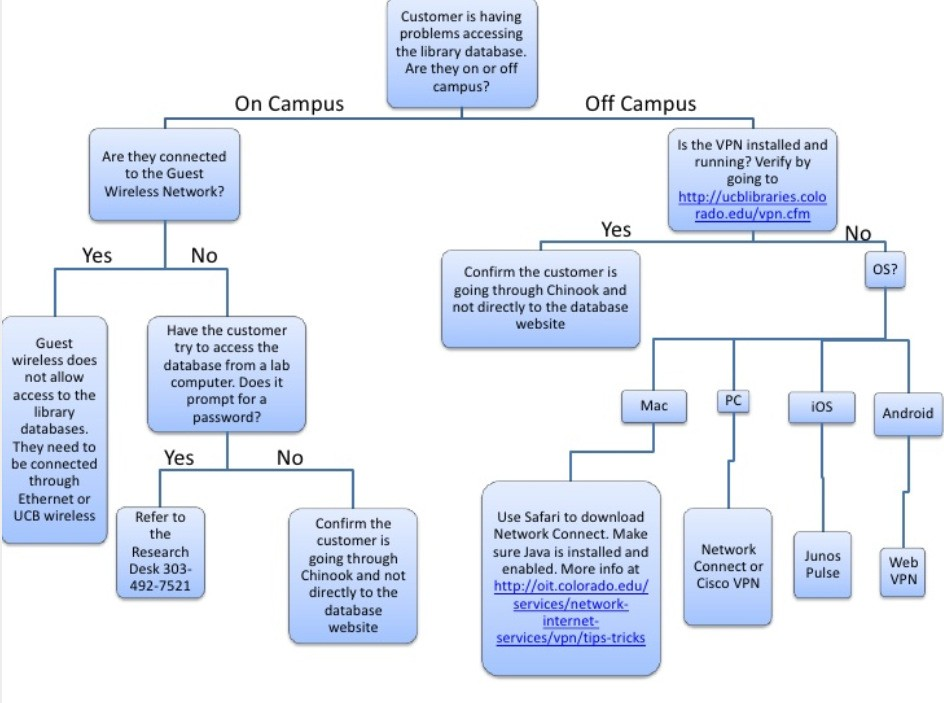 Customer is having
problems accessing
the library database.
Are they on or off
campus?
On Campus
Off Campus
Are they connected
to the Guest
Wireless Network?
Is the VPN installed and
running? Verify by
going to
http://ucblibraries.colo
rado.edu/vpn.cfm
Yes
No
Yes
No
Confirm the customer is
going through Chinook and
not directly to the database
website
OS?
Guest
wireless does
not allow
access to the
library
databases.
They need to
be connected
through
Ethernet or
UCB wireless
Have the customer
try to access the
database from a lab
computer. Does it
prompt for a
password?
Mac
PC
iOS
Android
Yes
No
Refer to
the
Research
Desk 303-
492-7521
Confirm the
customer is
going through
Chinook and not
directly to the
database
website
Use Safari to download
Network Connect. Make
sure Java is installed and
enabled. More info at
http://oit.colorado.edu/
services/network-
internet-
services/vpn/tips-tricks
Network
Connect or
Cisco VPN
Junos
Pulse
Web
VPN